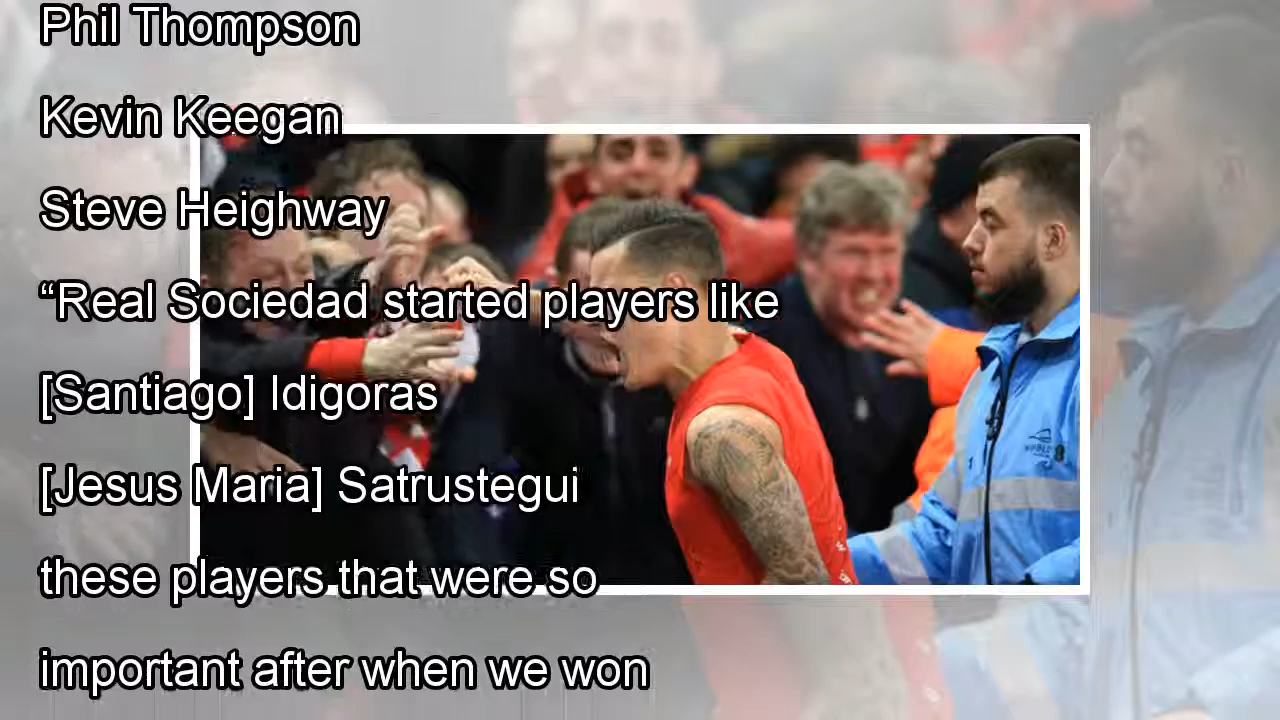 Phil Thompson
Kevin Keegan
Steve Heighway
“Real Sociedad started players like
[Santiago] Idigoras
[Jesus Maria] Satrustegui
these players that were so
important after when we won